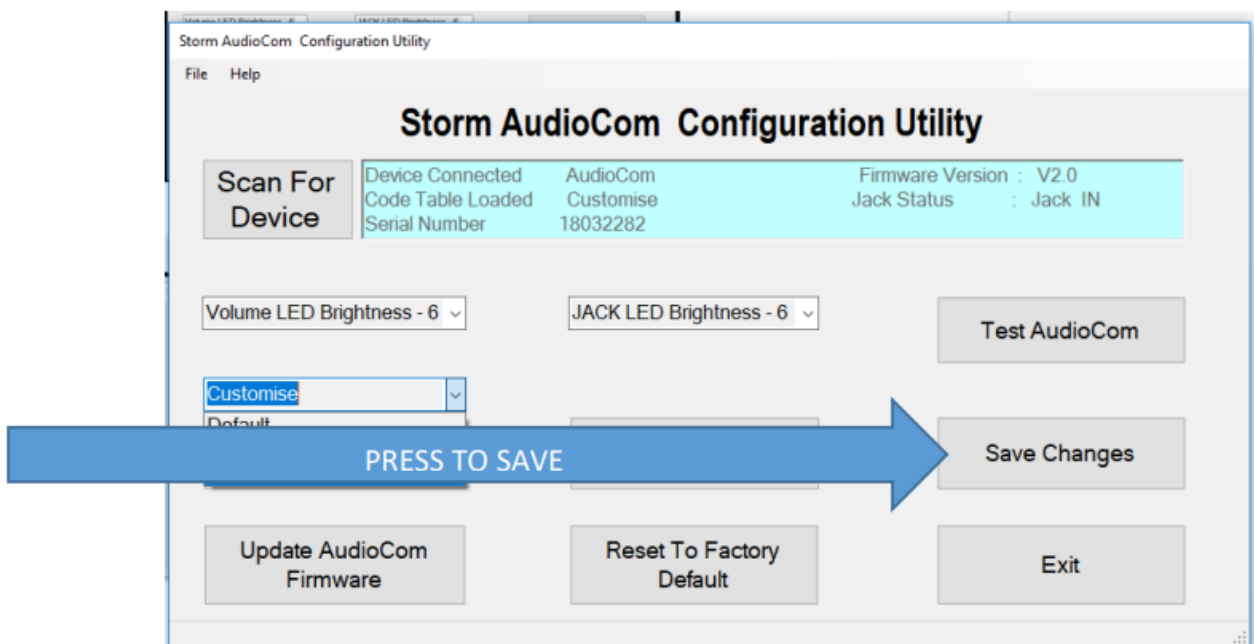 Storm AudioCom  Configuration Utility
File Help
Storm AudioCom  Configuration Utility
Scan For
Device
Device Connected AudioCom Firmware Version : V2.0
Code Table Loaded Customise Jack Status : Jack IN
Serial Number 18032282
Volume LED Brightness - 6
JACK LED Brightness - 6
Test AudioCom
Customise
Default
PRESS TO SAVE
Save Changes
Update AudioCom
Firmware
Reset To Factory
Default
Exit